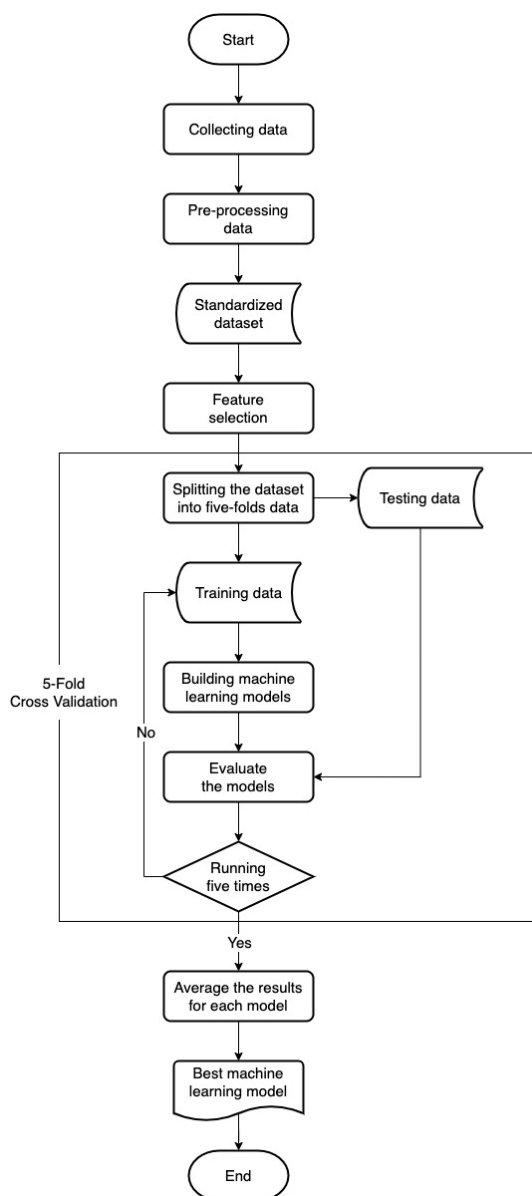 Start
Collecting data
Pre-processing
data
Standardized
dataset
Feature
selection
Splitting the dataset
into five-folds data
Testing data
Training data
5-Fold
Cross Validation
Building machine
learning models
No
Evaluate
the models
Running
five times
Yes
Average the results
for each model
Best machine
learning model
End